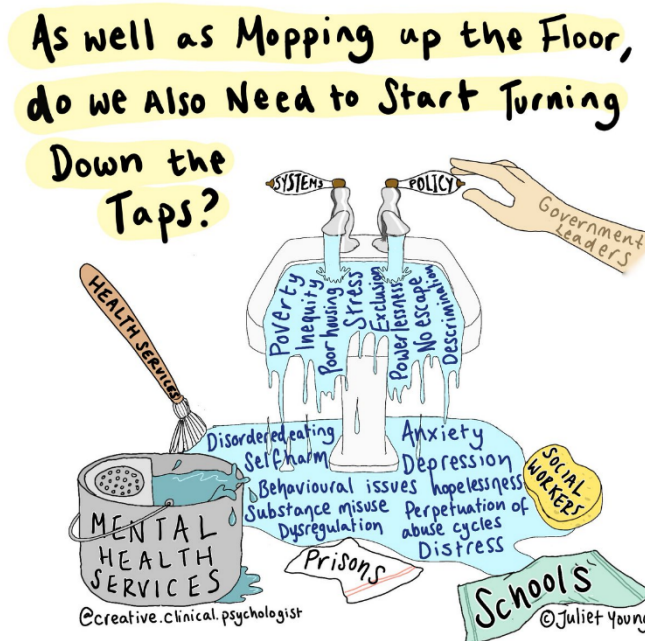 As well as Mopping up the Floor,
do we Also Need to Start Turning
Down the
Taps?
SYSTEMS
POLICY
Government
Leaders
HEALTH SERVICES
Poverty
Inequity
Poor housing
Stress
Exclusion
Powerlessness
No escape
Descrimination
Disordered eating
Anxiety
Self harm
Depression
Behavioural issues hopelessness
Substance misuse
Perpetuation of
abuse cycles
Dysregulation
Distress
SOCIAL
WORKERS
MENTAL
HEALTH
SERVICES
Prisons
Schools
@creative.clinical.psychologist
©Juliet Young